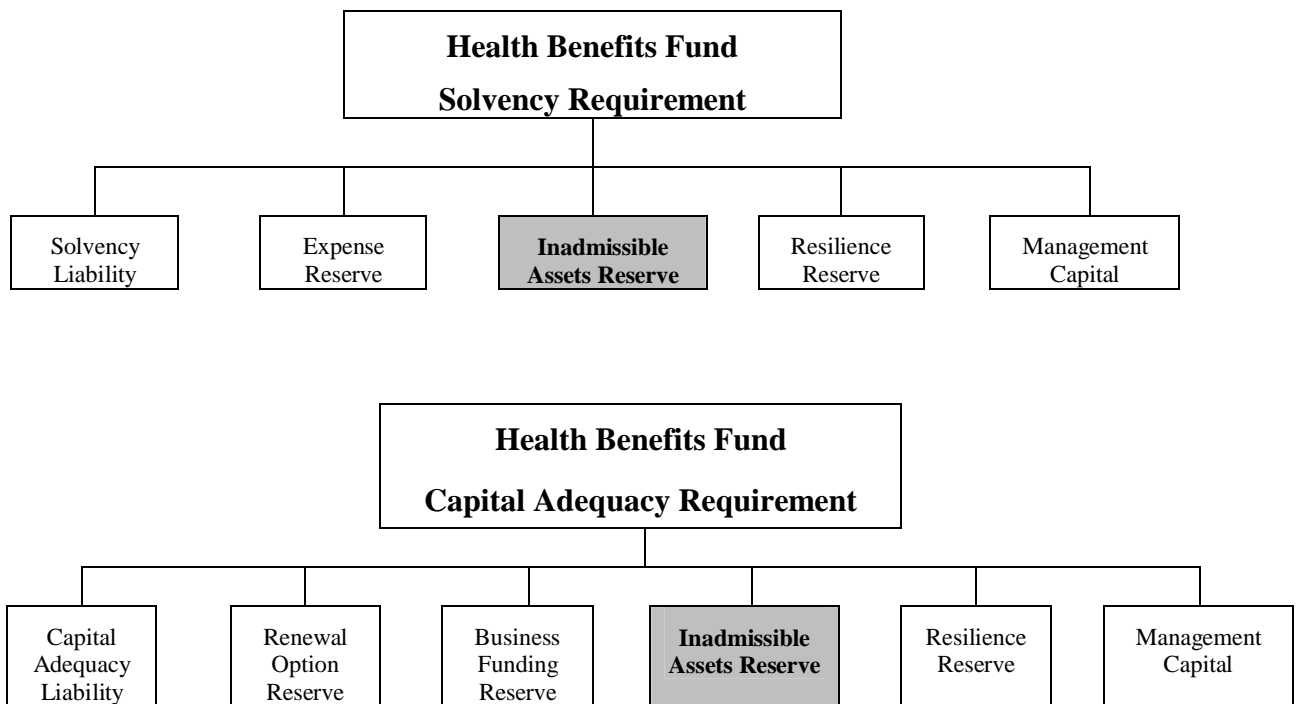 Health Benefits Fund
Solvency Requirement
Solvency
Liability
Expense
Reserve
Inadmissible
Assets Reserve
Resilience
Reserve
Management
Capital
Health Benefits Fund
Capital Adequacy Requirement
Capital
Adequacy
Liability
Renewal
Option
Reserve
Business
Funding
Reserve
Inadmissible
Assets Reserve
Resilience
Reserve
Management
Capital